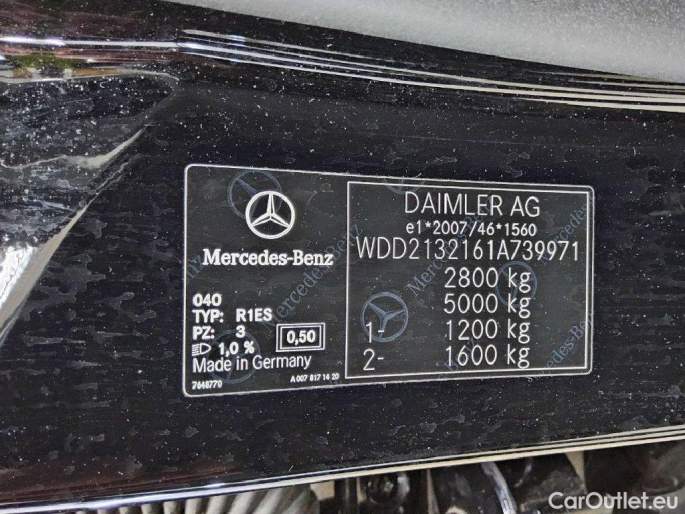 Mercedes-Benz
040
TYP: R1ES
PZ: 3
1,0 %
0,50
Made in Germany
7648770
A 007 817 14 20
DAIMLER AG
e1*2007/46*1560
WDD2132161A739971
2800 kg
5000 kg
1- 1200 kg
2- 1600 kg
CarOutlet.eu